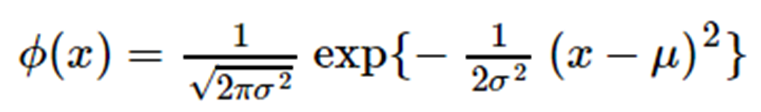 ϕ(x) = 1/√(2πσ²) exp{− 1/(2σ²) (x − μ)²}